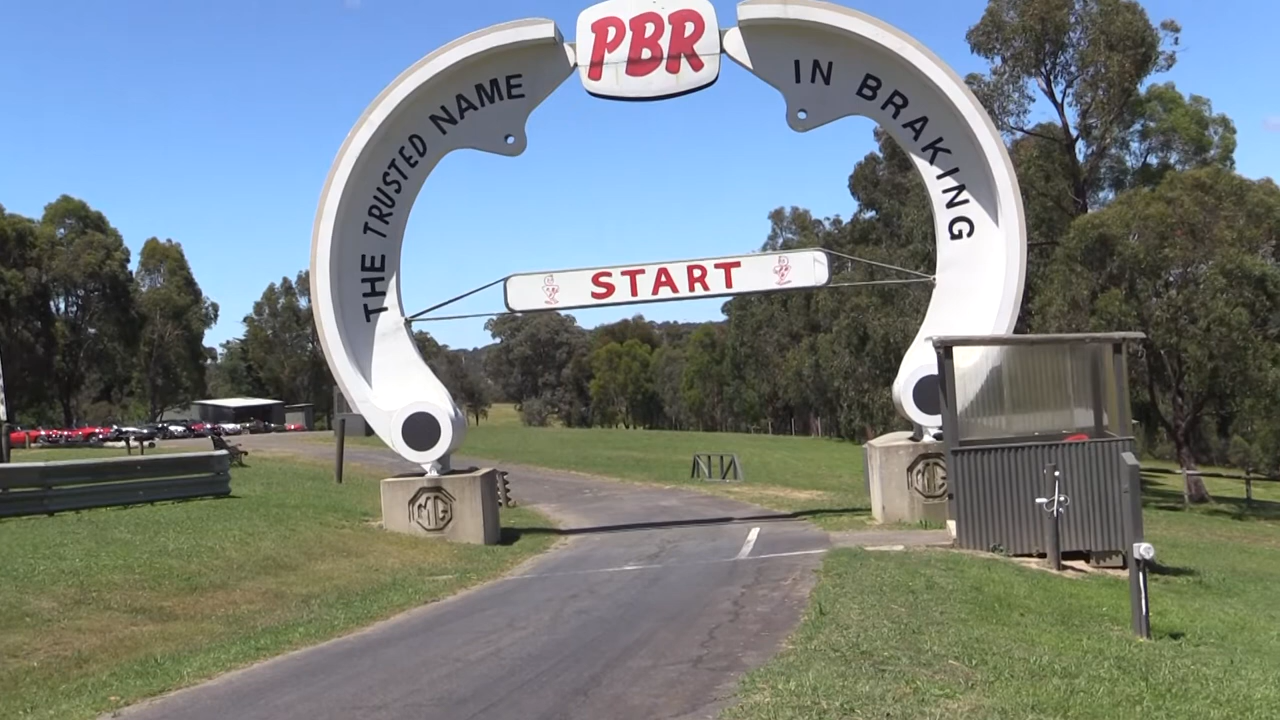 PBR
THE TRUSTED NAME
IN BRAKING
START
MG
MG